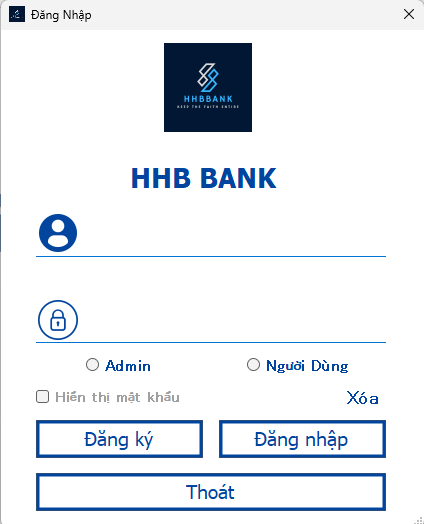 Đăng Nhập
HHBBANK
KEEP THE FAITH ENTIRE
HHB BANK
Admin
Người Dùng
Hiển thị mật khẩu
Xóa
Đăng ký
Đăng nhập
Thoát